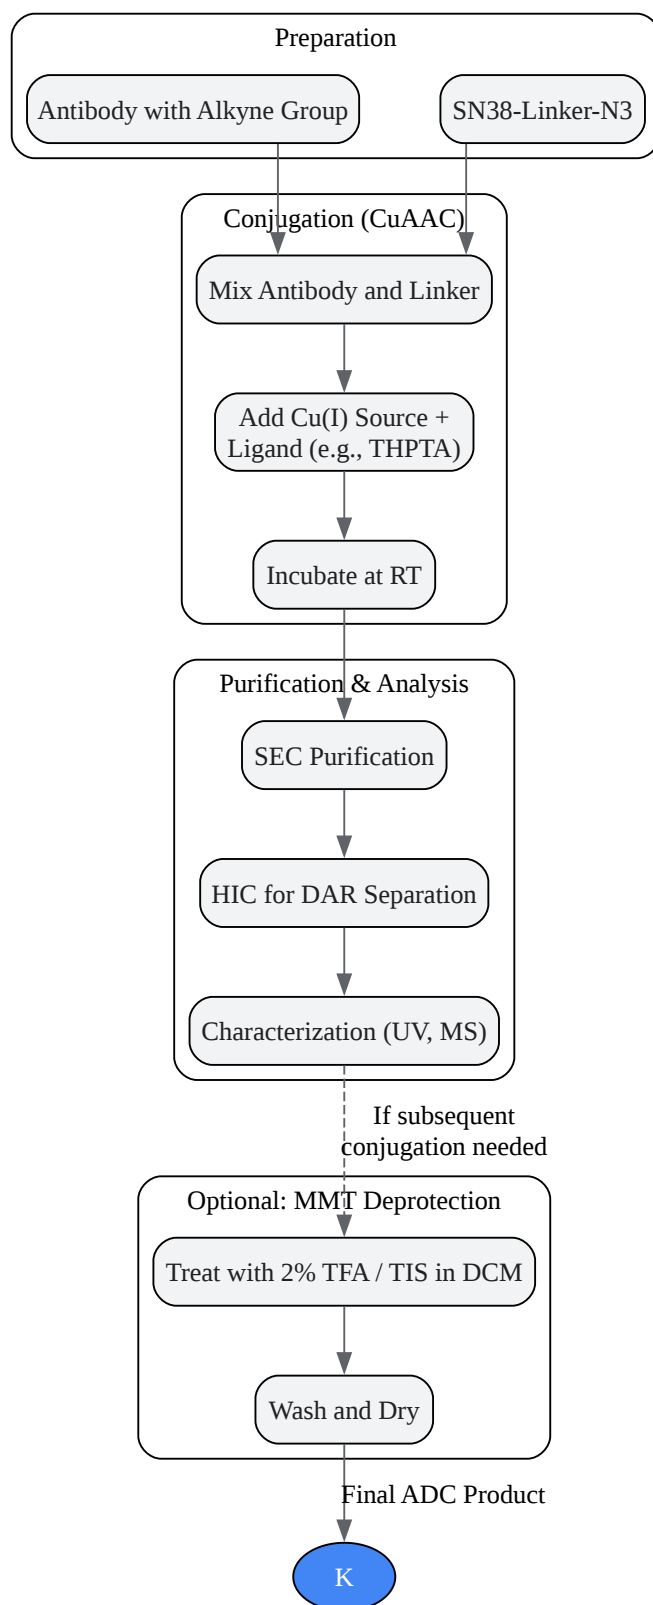 Preparation
Antibody with Alkyne Group
SN38-Linker-N3
Conjugation (CuAAC)
Mix Antibody and Linker
Add Cu(I) Source +
Ligand (e.g., THPTA)
Incubate at RT
Purification & Analysis
SEC Purification
HIC for DAR Separation
Characterization (UV, MS)
If subsequent
conjugation needed
Optional: MMT Deprotection
Treat with 2% TFA / TIS in DCM
Wash and Dry
Final ADC Product
K